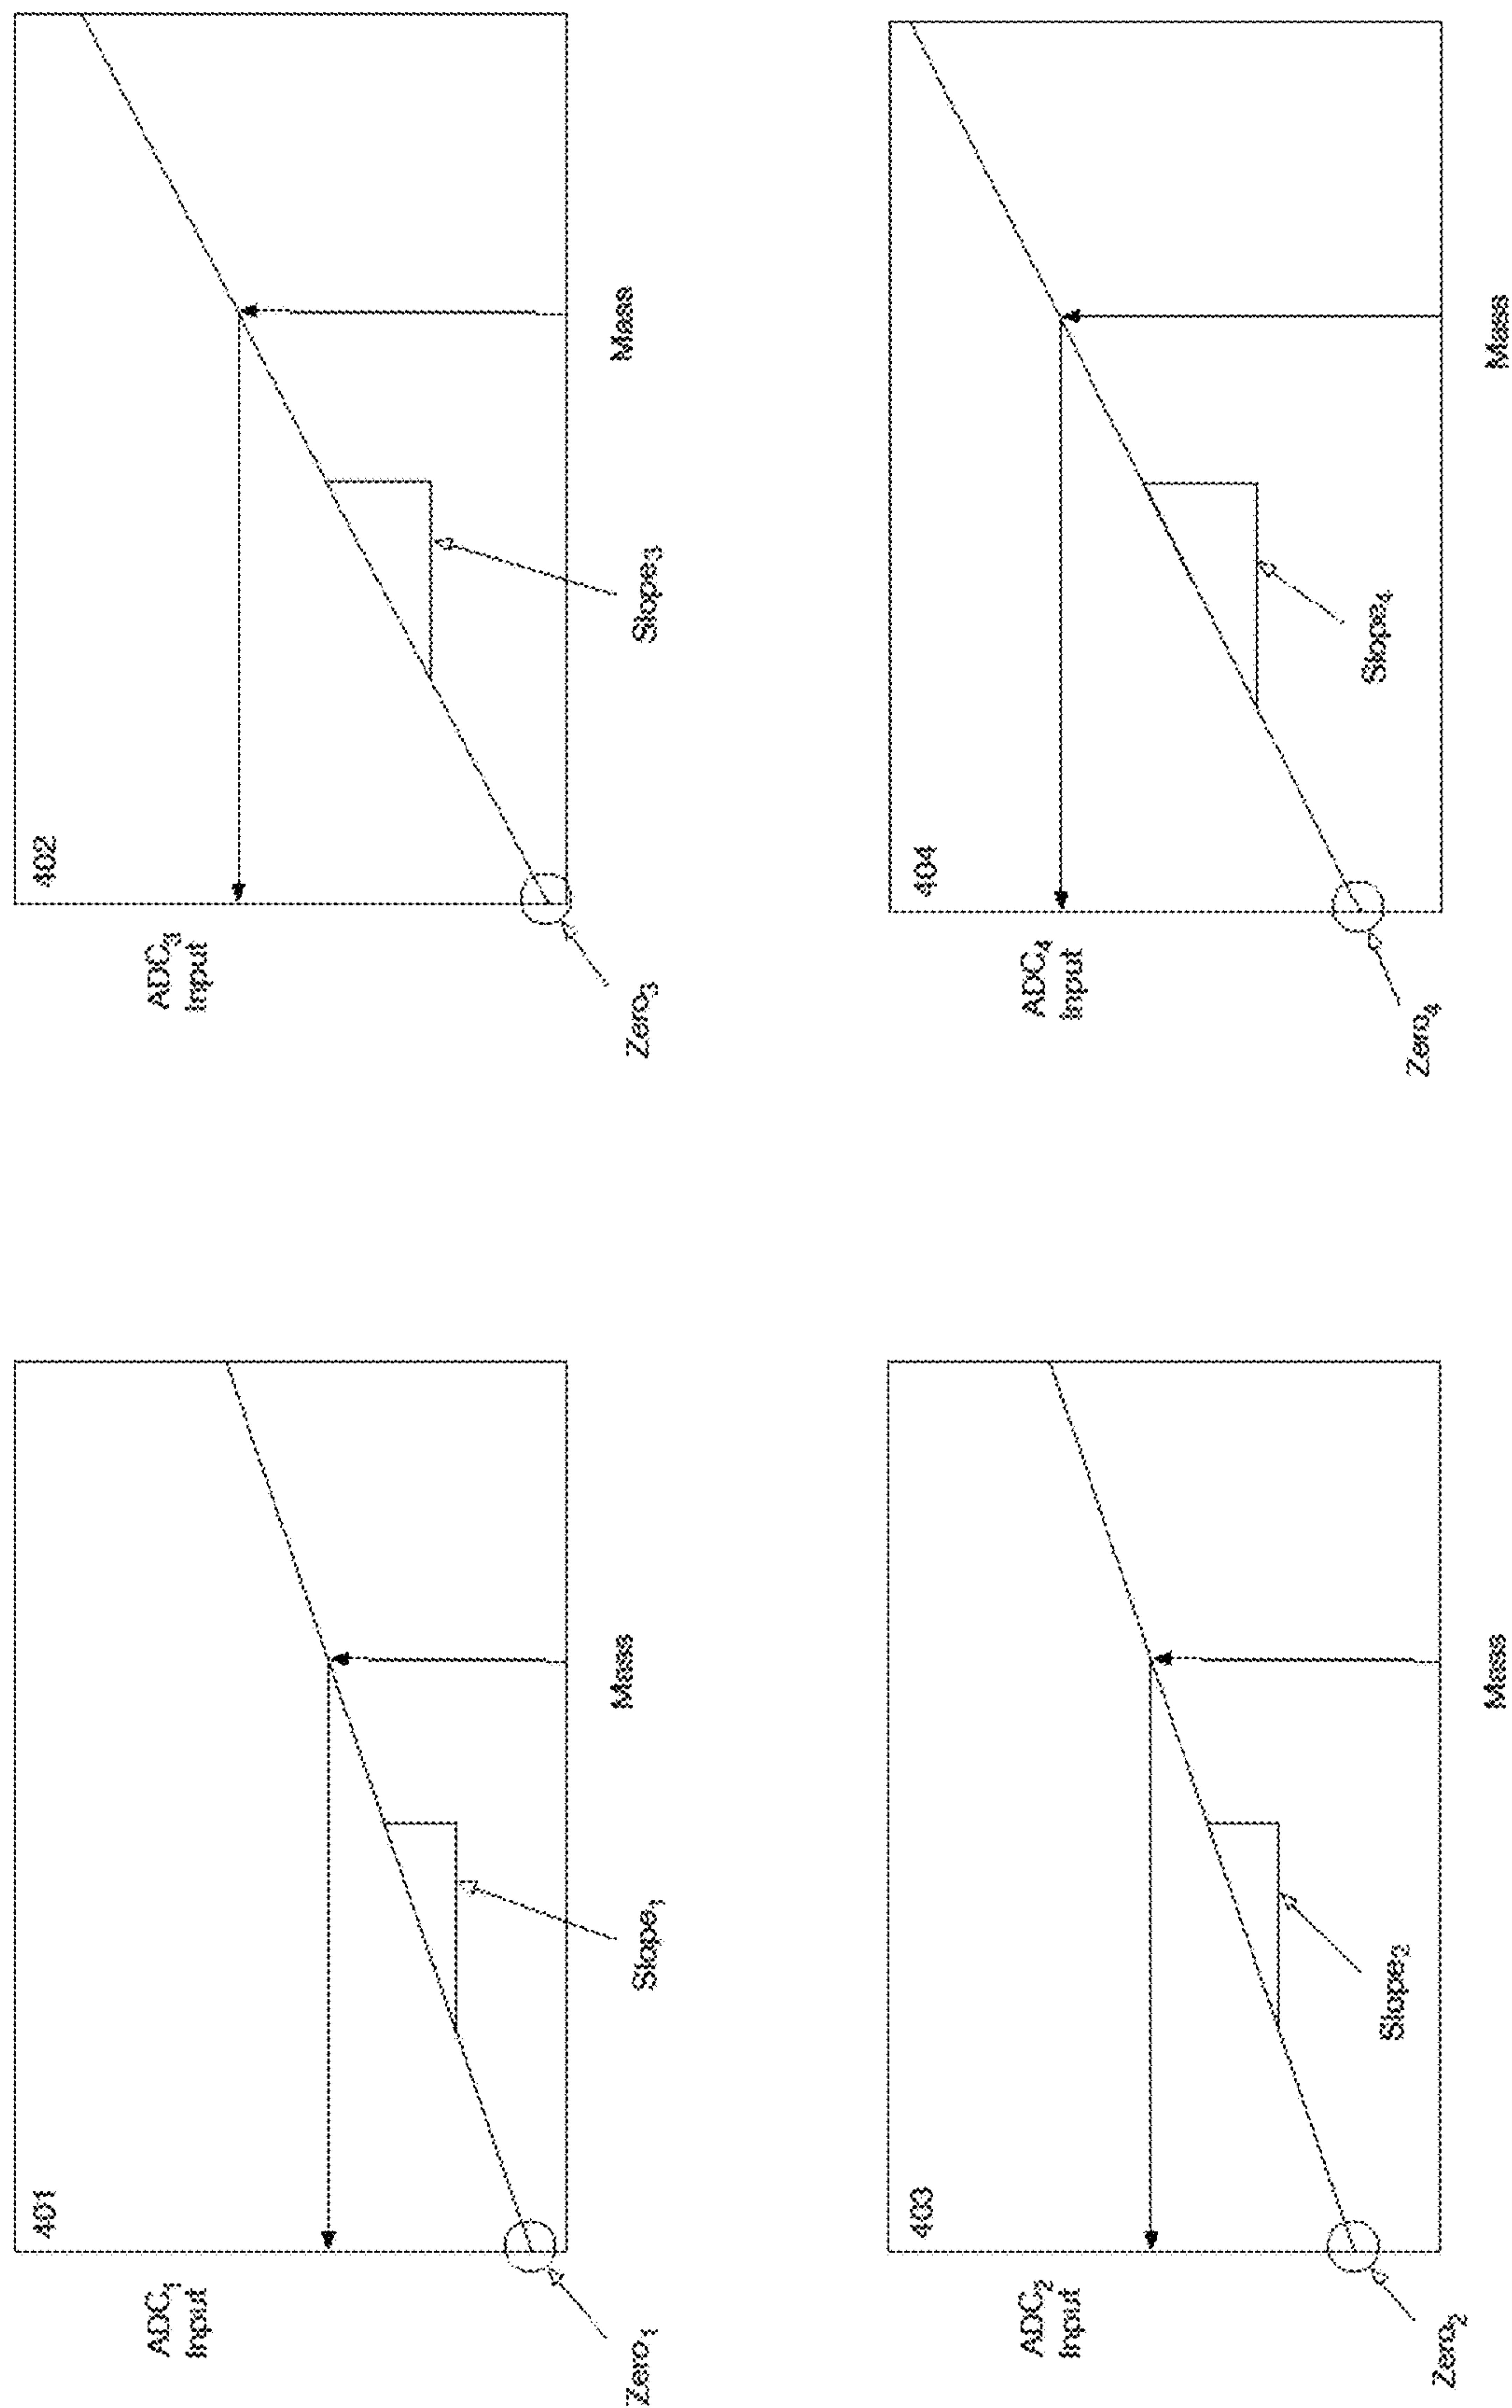 401
ADC₁
Input
Zero₁
Slope₁
Mass
402
ADC₃
Input
Zero₃
Slope₃
Mass
403
ADC₂
Input
Zero₂
Slope₂
Mass
404
ADC₄
Input
Zero₄
Slope₄
Mass